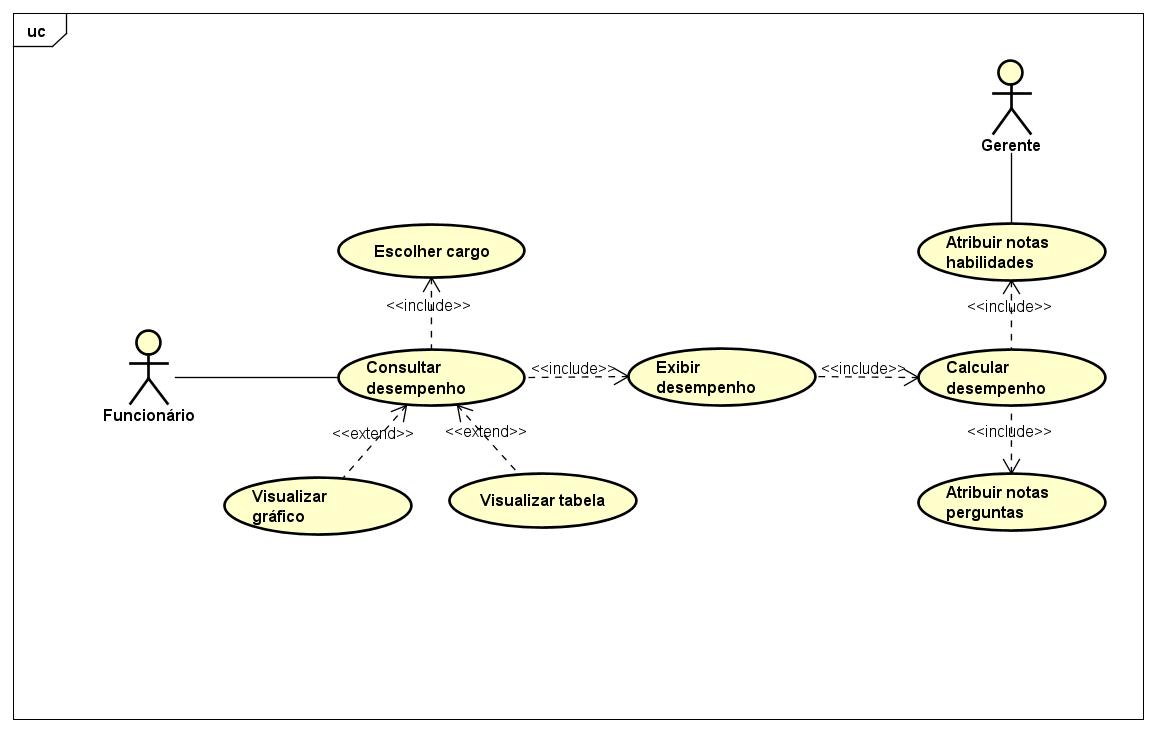 uc
Gerente
Atribuir notas
habilidades
Escolher cargo
<<include>>
<<include>>
Funcionário
Consultar
desempenho
<<include>>
Exibir
desempenho
<<include>>
Calcular
desempenho
<<extend>>
<<extend>>
<<include>>
Visualizar
gráfico
Visualizar tabela
Atribuir notas
perguntas